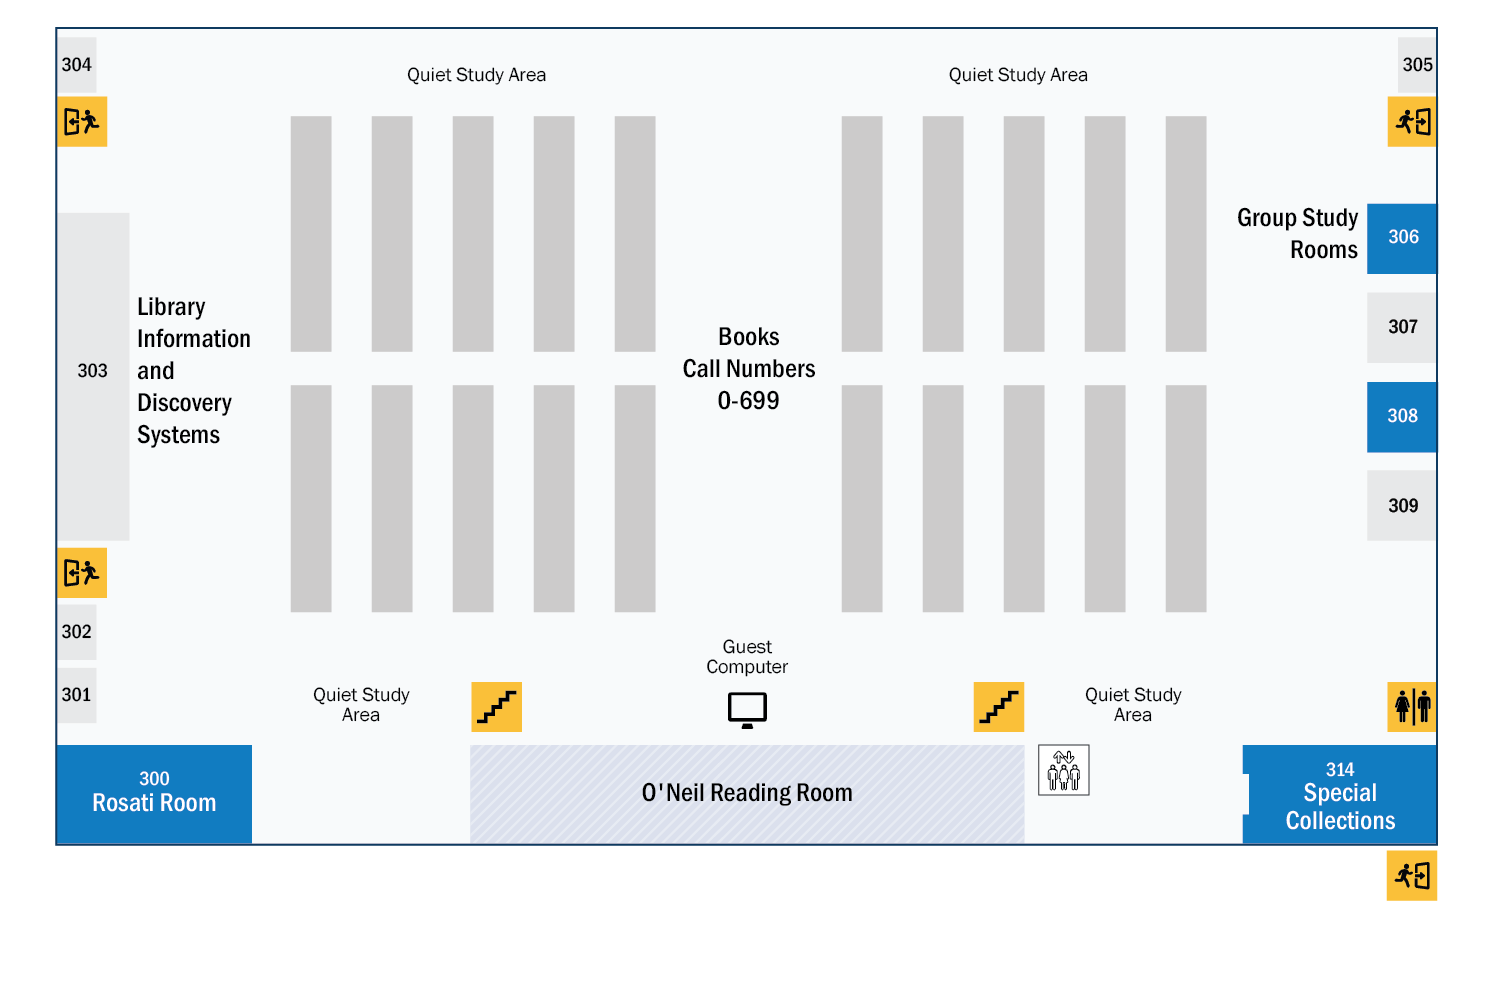 304
Quiet Study Area
Quiet Study Area
305
Group Study
Rooms
306
Library
Information
and
Discovery
Systems
303
Books
Call Numbers
0-699
307
308
309
302
301
Guest
Computer
Quiet Study
Area
Quiet Study
Area
300
Rosati Room
O'Neil Reading Room
314
Special
Collections